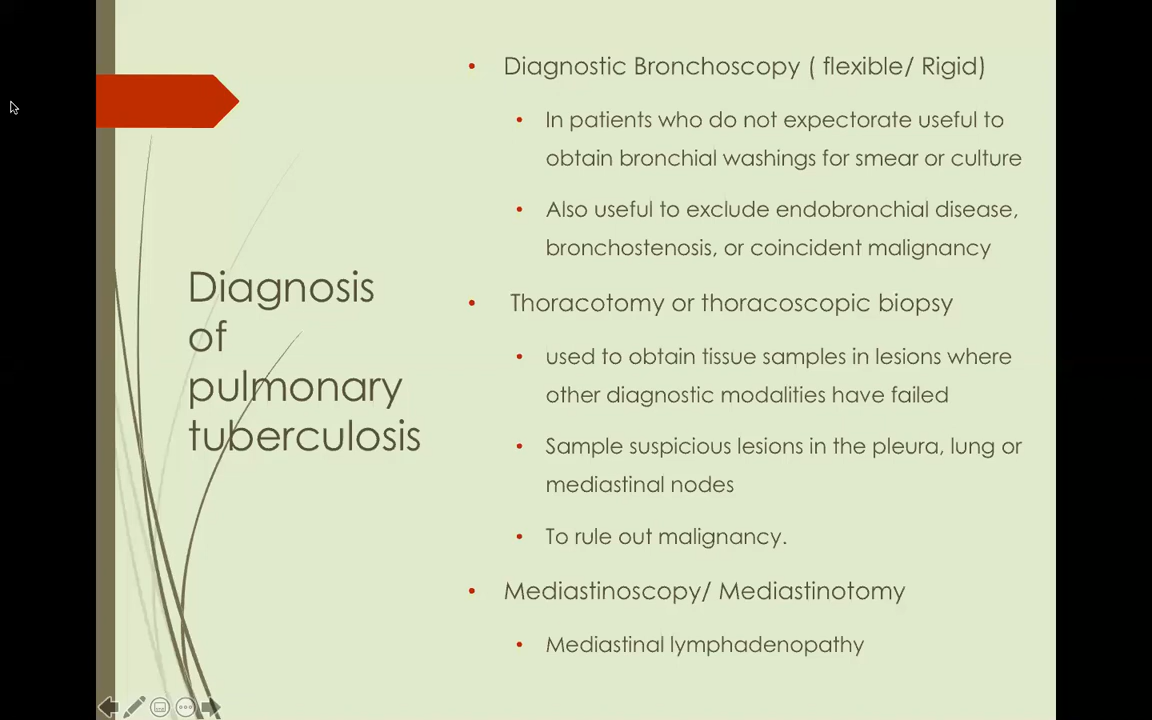 Diagnosis
of
pulmonary
tuberculosis
• Diagnostic Bronchoscopy ( flexible/ Rigid)
• In patients who do not expectorate useful to
obtain bronchial washings for smear or culture
• Also useful to exclude endobronchial disease,
bronchostenosis, or coincident malignancy
• Thoracotomy or thoracoscopic biopsy
• used to obtain tissue samples in lesions where
other diagnostic modalities have failed
• Sample suspicious lesions in the pleura, lung or
mediastinal nodes
• To rule out malignancy.
• Mediastinoscopy/ Mediastinotomy
• Mediastinal lymphadenopathy